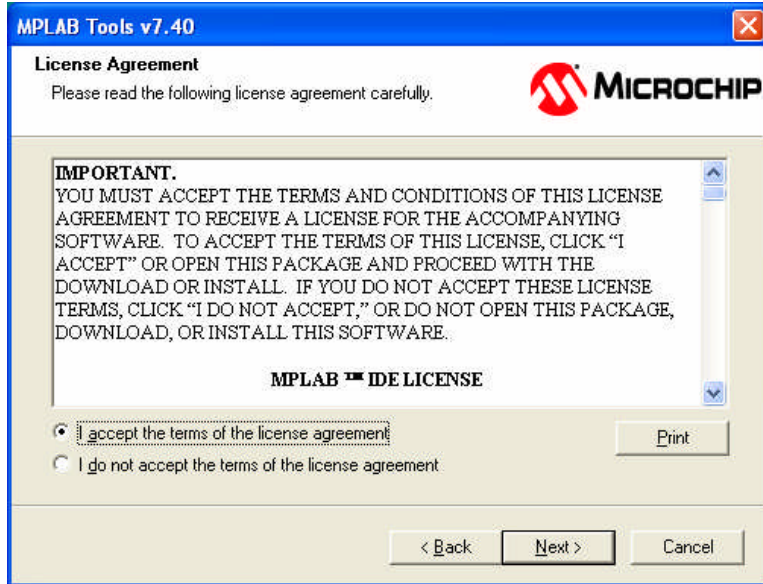 MPLAB Tools v7.40
License Agreement
Please read the following license agreement carefully.
MICROCHIP
IMPORTANT.
YOU MUST ACCEPT THE TERMS AND CONDITIONS OF THIS LICENSE
AGREEMENT TO RECEIVE A LICENSE FOR THE ACCOMPANYING
SOFTWARE. TO ACCEPT THE TERMS OF THIS LICENSE, CLICK “I
ACCEPT” OR OPEN THIS PACKAGE AND PROCEED WITH THE
DOWNLOAD OR INSTALL. IF YOU DO NOT ACCEPT THESE LICENSE
TERMS, CLICK “I DO NOT ACCEPT,” OR DO NOT OPEN THIS PACKAGE,
DOWNLOAD, OR INSTALL THIS SOFTWARE.
MPLAB ™ IDE LICENSE
I accept the terms of the license agreement
Print
I do not accept the terms of the license agreement
< Back
Next >
Cancel